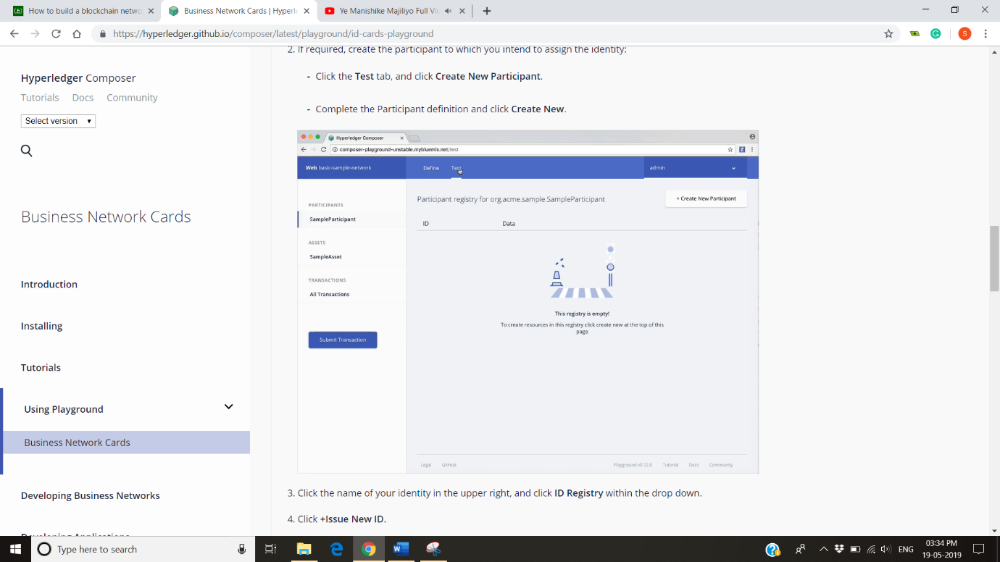 How to build a blockchain netwo
Business Network Cards | Hyperle
Ye Manishike Majiliyo Full Vi
https://hyperledger.github.io/composer/latest/playground/id-cards-playground
S
Hyperledger Composer
Tutorials Docs Community
Select version
Business Network Cards
Introduction
Installing
Tutorials
Using Playground
Business Network Cards
Developing Business Networks
Developing Applications
2. If required, create the participant to which you intend to assign the identity:
- Click the Test tab, and click Create New Participant.
- Complete the Participant definition and click Create New.
Hyperledger Composer
composer-playground-unstable.mybluemix.net/test
Web basic-sample-network
Define
Test
admin
PARTICIPANTS
SampleParticipant
ASSETS
SampleAsset
TRANSACTIONS
All Transactions
Submit Transaction
Participant registry for org.acme.sample.SampleParticipant
+ Create New Participant
ID
Data
This registry is empty!
To create resources in this registry click create new at the top of this
page
Legal GitHub
Playground v0.12.0 Tutorial Docs Community
3. Click the name of your identity in the upper right, and click ID Registry within the drop down.
4. Click +Issue New ID.
Type here to search
ENG
03:34 PM
19-05-2019